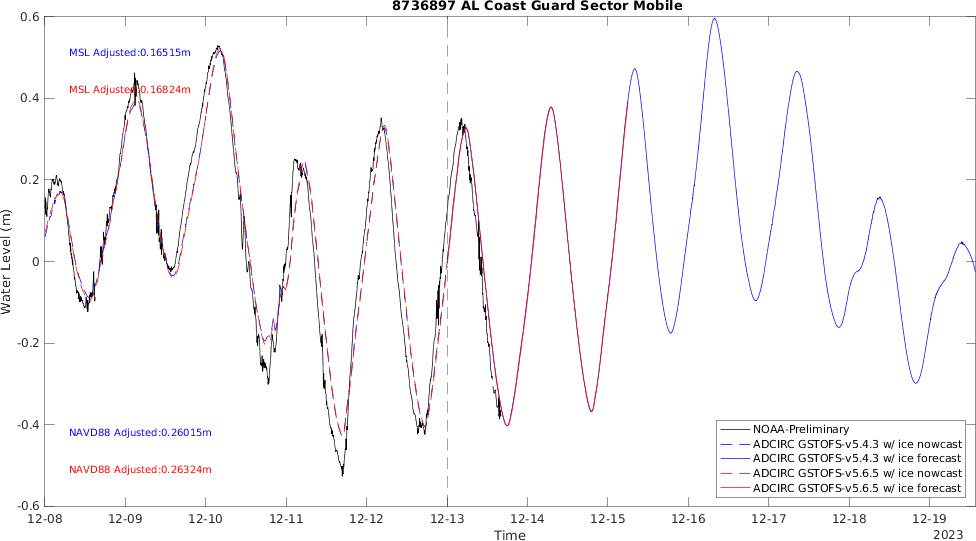 8736897 AL Coast Guard Sector Mobile
Water Level (m)
0.6
0.4
0.2
0
-0.2
-0.4
-0.6
MSL Adjusted:0.16515m
MSL Adjusted:0.16824m
NAVD88 Adjusted:0.26015m
NAVD88 Adjusted:0.26324m
NOAA-Preliminary
ADCIRC GSTOFS-v5.4.3 w/ ice nowcast
ADCIRC GSTOFS-v5.4.3 w/ ice forecast
ADCIRC GSTOFS-v5.6.5 w/ ice nowcast
ADCIRC GSTOFS-v5.6.5 w/ ice forecast
12-08 12-09 12-10 12-11 12-12 12-13 12-14 12-15 12-16 12-17 12-18 12-19
Time
2023